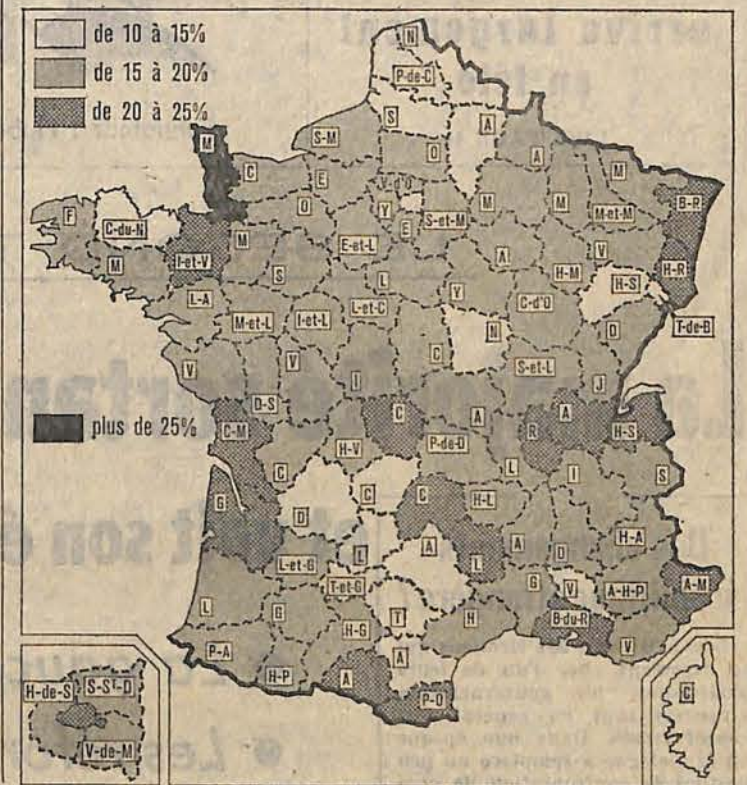 de 10 à 15%
de 15 à 20%
de 20 à 25%
N
P-de-C
S
A
S-M
O
A
M
C
E
V-d'O
M
M
M
M-et-M
B-R
O
Y
E
S-et-M
F
C-du-N
I-et-V
M
E-et-L
A
V
H-R
M
S
L
H-M
H-S
L-A
L-et-C
Y
C-d'O
D
T-de-B
M-et-L
I-et-L
C
N
V
V
I
S-et-L
J
D-S
plus de 25%
C-M
C
A
R
A
H-S
H-V
P-de-D
C
L
I
S
G
D
C
C
H-L
L
A
L
A
D
H-A
L-et-G
T-et-G
G
V
A-H-P
A-M
L
G
T
H
B-du-R
H-G
V
P-A
H-P
A
A
P-O
C
H-de-S
S-St-D
V-de-M